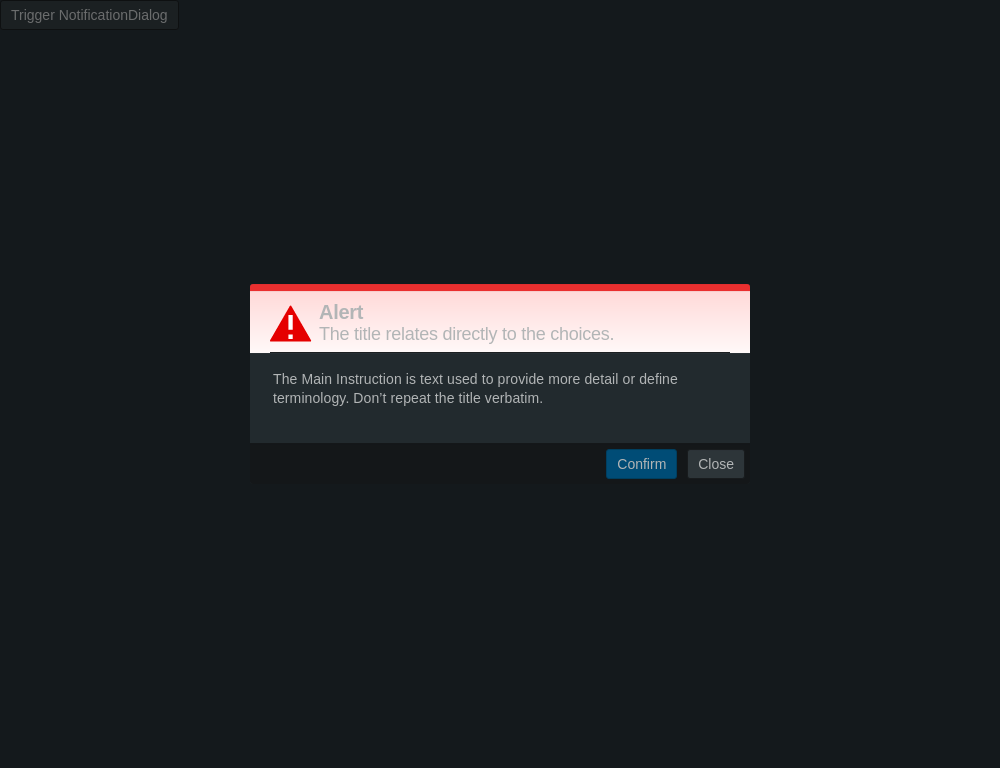 Trigger NotificationDialog
Alert
The title relates directly to the choices.
The Main Instruction is text used to provide more detail or define
terminology. Don’t repeat the title verbatim.
Confirm
Close